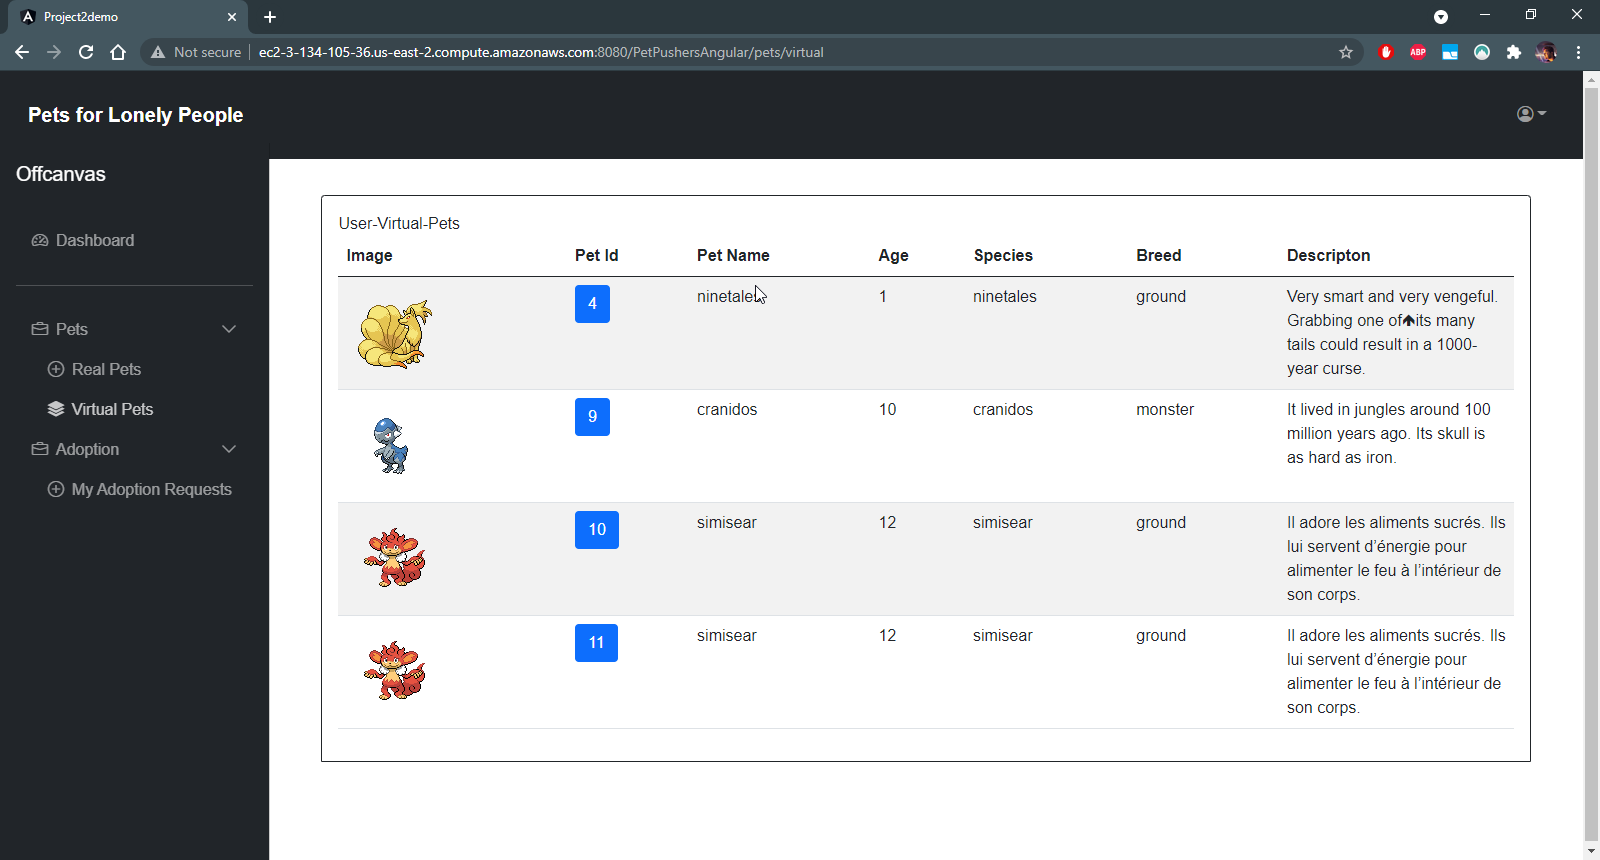 Project2demo
Not secure
ec2-3-134-105-36.us-east-2.compute.amazonaws.com:8080/PetPushersAngular/pets/virtual
ABP
Pets for Lonely People
Offcanvas
Dashboard
Pets
Real Pets
Virtual Pets
Adoption
My Adoption Requests
User-Virtual-Pets
Image Pet Id Pet Name Age Species Breed Descripton
4 ninetales 1 ninetales ground Very smart and very vengeful.
Grabbing one of🡅its many
tails could result in a 1000-
year curse.
9 cranidos 10 cranidos monster It lived in jungles around 100
million years ago. Its skull is
as hard as iron.
10 simisear 12 simisear ground Il adore les aliments sucrés. Ils
lui servent d’énergie pour
alimenter le feu à l’intérieur de
son corps.
11 simisear 12 simisear ground Il adore les aliments sucrés. Ils
lui servent d’énergie pour
alimenter le feu à l’intérieur de
son corps.